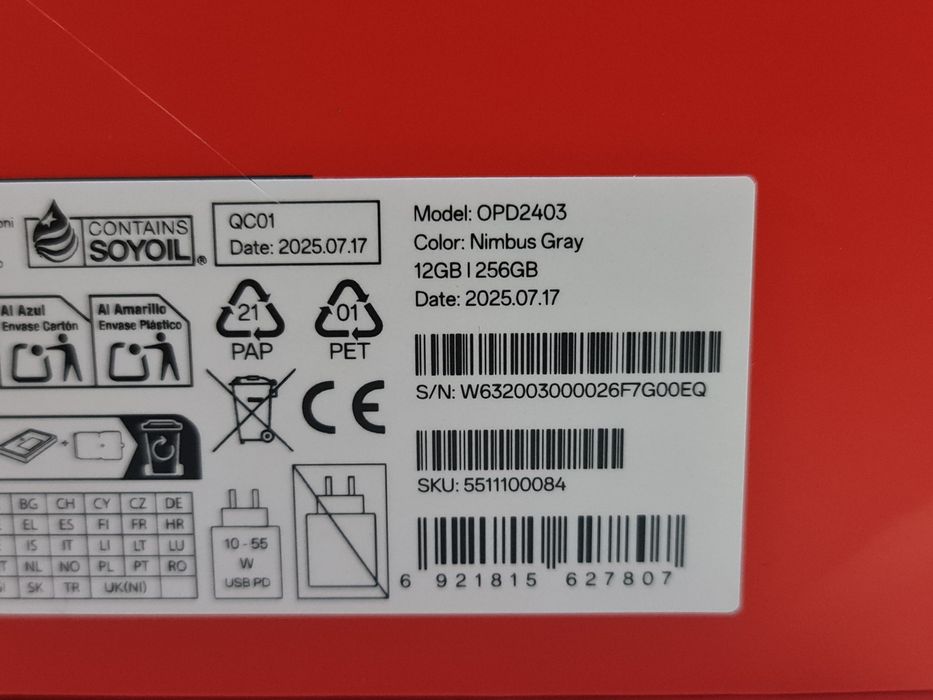 CONTAINS
SOYOIL®
QC01
Date: 2025.07.17
Al Azul
Envase Cartón
Al Amarillo
Envase Plástico
21
PAP
01
PET
CE
BG CH CY CZ DE
EL ES FI FR HR
IS IT LI LT LU
NL NO PL PT RO
SK TR UK(NI)
10 - 55
W
USB PD
Model: OPD2403
Color: Nimbus Gray
12GB | 256GB
Date: 2025.07.17
S/N: W632003000026F7G00EQ
SKU: 5511100084
6 921815 627807